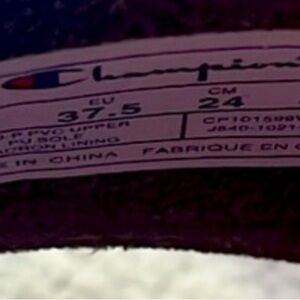 Champion
EU CM
37.5 24
P.PVC UPPER CP101599
PU SOLE J840-1021
LINING
IN CHINA FABRIQUE EN